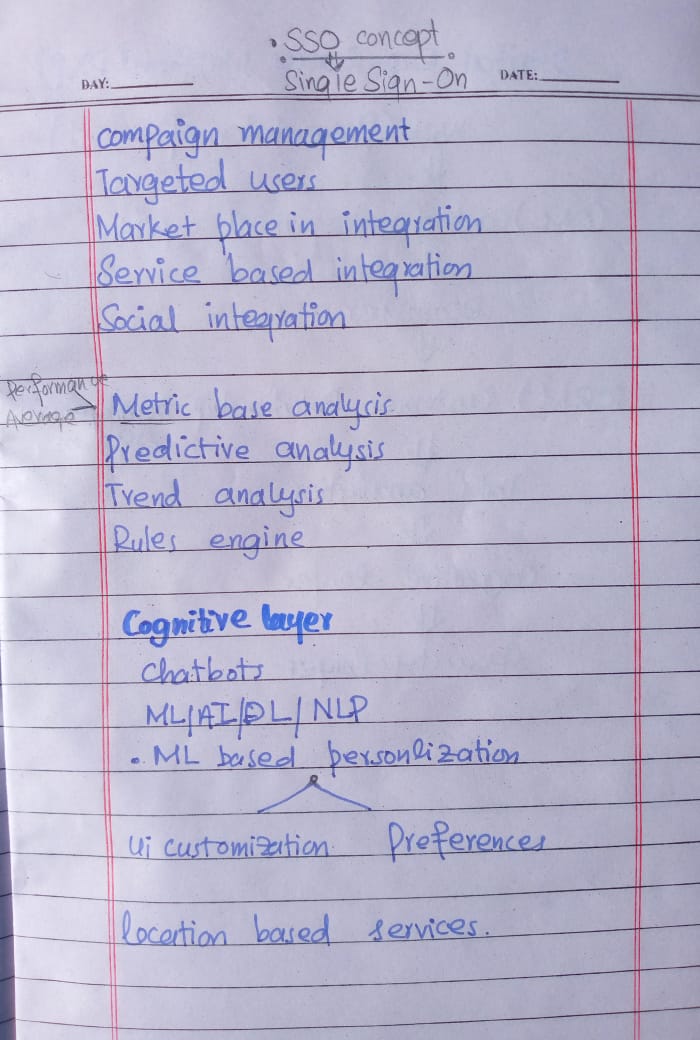 • SSO concept
⇓
DAY:
Single Sign-On
DATE:
compaign management
Targeted users
Market place in integration
Service based integration
Social integration
Performance
Average
Metric base analysis
Predictive analysis
Trend analysis
Rules engine
Cognitive layer
Chatbots
ML/AI/DL/NLP
• ML based personlization
Ui customization Preferences
location based services.